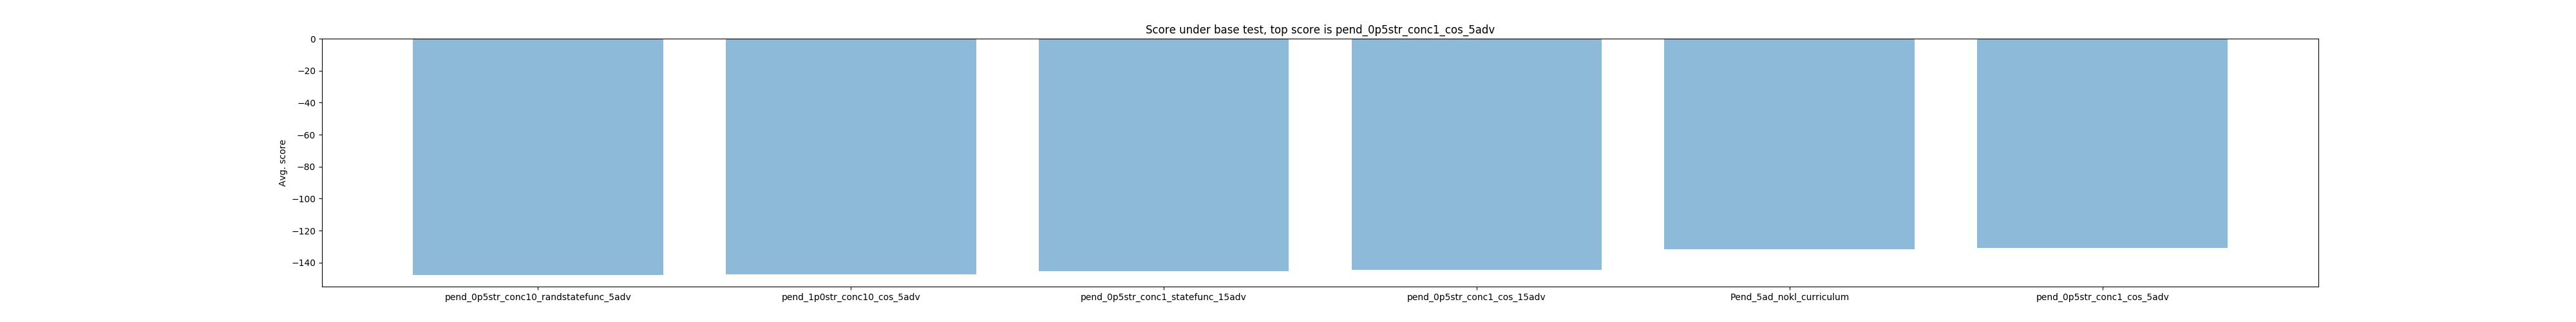 Score under base test, top score is pend_0p5str_conc1_cos_5adv
Avg. score
0
−20
−40
−60
−80
−100
−120
−140
pend_0p5str_conc10_randstatefunc_5adv
pend_1p0str_conc10_cos_5adv
pend_0p5str_conc1_statefunc_15adv
pend_0p5str_conc1_cos_15adv
Pend_5ad_nokl_curriculum
pend_0p5str_conc1_cos_5adv